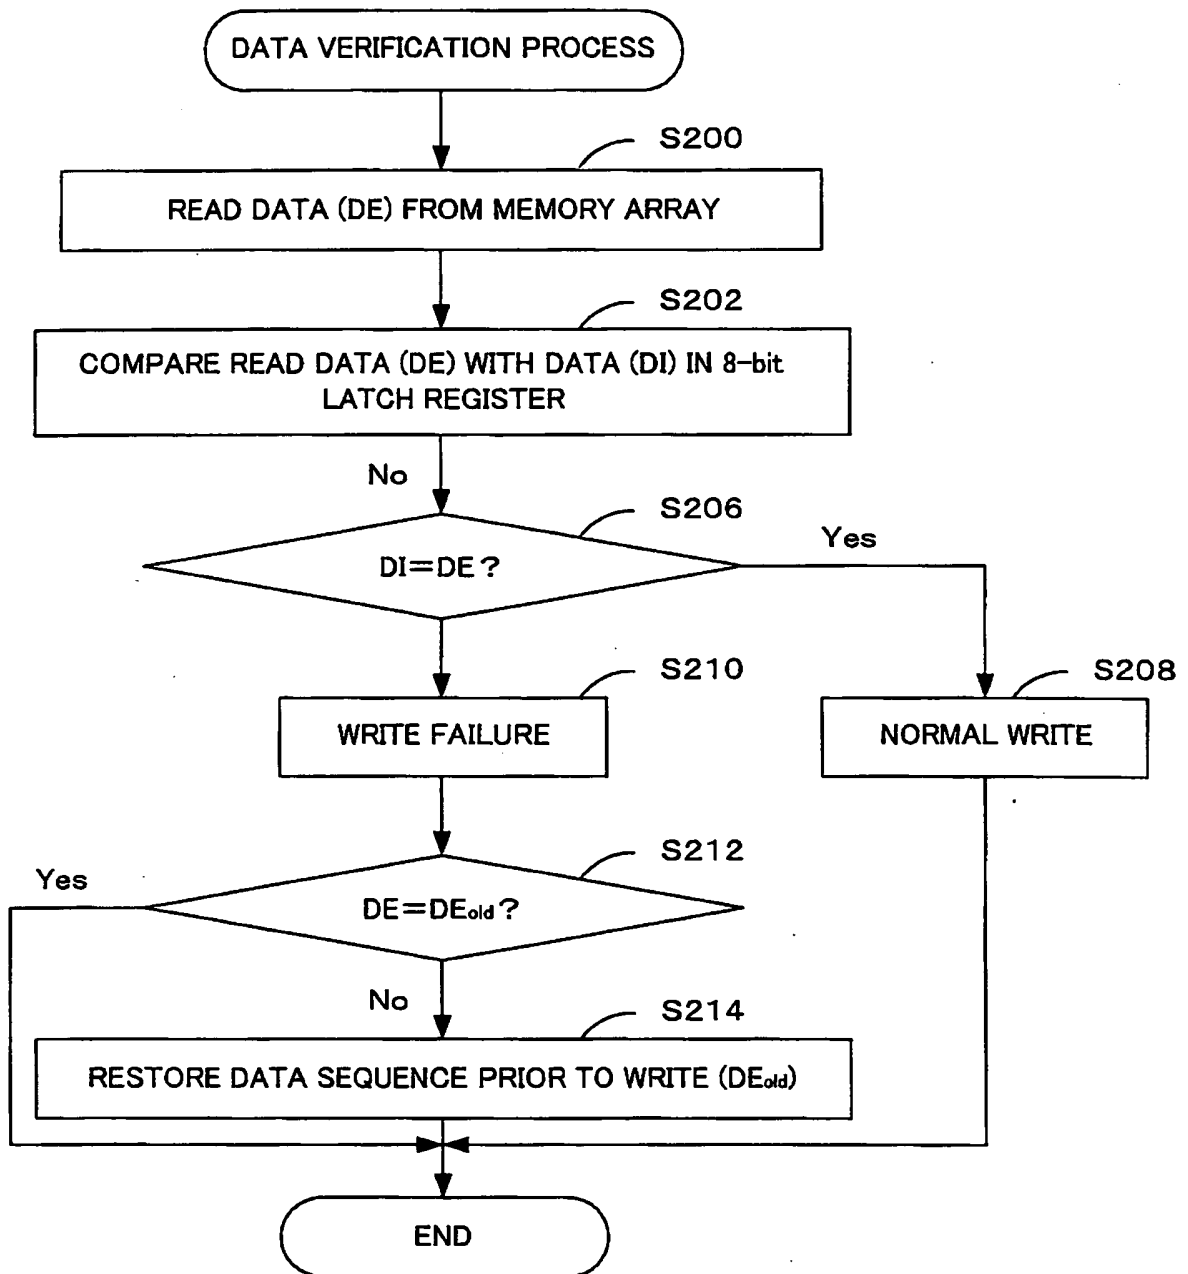 DATA VERIFICATION PROCESS
S200
READ DATA (DE) FROM MEMORY ARRAY
S202
COMPARE READ DATA (DE) WITH DATA (DI) IN 8-bit
LATCH REGISTER
No
S206
Yes
DI=DE?
S210
S208
WRITE FAILURE
NORMAL WRITE
S212
Yes
DE=DEold?
No
S214
RESTORE DATA SEQUENCE PRIOR TO WRITE (DEold)
END